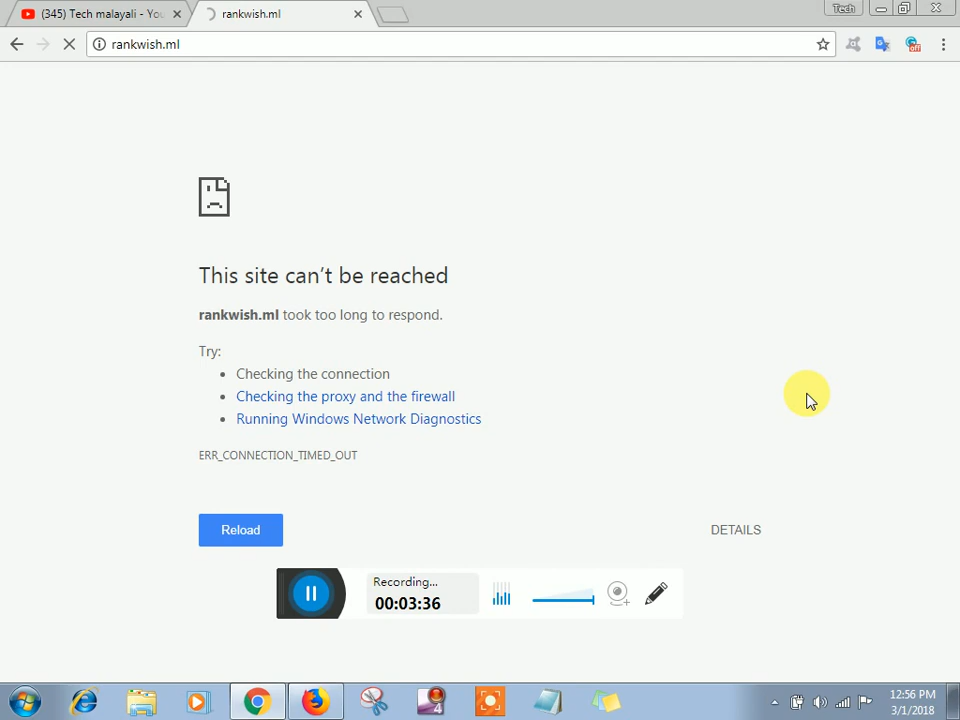 (345) Tech malayali - You
rankwish.ml
Tech
rankwish.ml
off
This site can't be reached
rankwish.ml took too long to respond.
Try:
Checking the connection
Checking the proxy and the firewall
Running Windows Network Diagnostics
ERR_CONNECTION_TIMED_OUT
Reload
DETAILS
Recording...
00:03:36
4
12:56 PM
3/1/2018